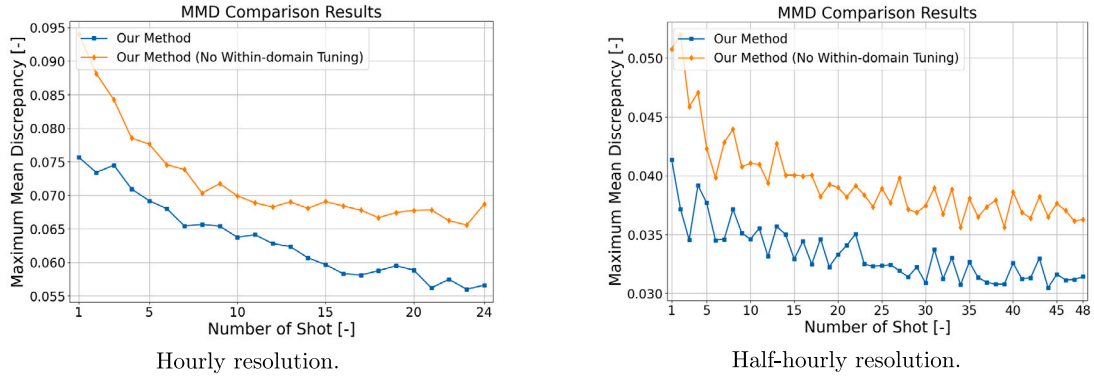 MMD Comparison Results
Maximum Mean Discrepancy [-]
0.095
0.090
0.085
0.080
0.075
0.070
0.065
0.060
0.055
Our Method
Our Method (No Within-domain Tuning)
1 5 10 15 20 24
Number of Shot [-]
Hourly resolution.
MMD Comparison Results
Maximum Mean Discrepancy [-]
0.050
0.045
0.040
0.035
0.030
Our Method
Our Method (No Within-domain Tuning)
1 5 10 15 20 25 30 35 40 45 48
Number of Shot [-]
Half-hourly resolution.